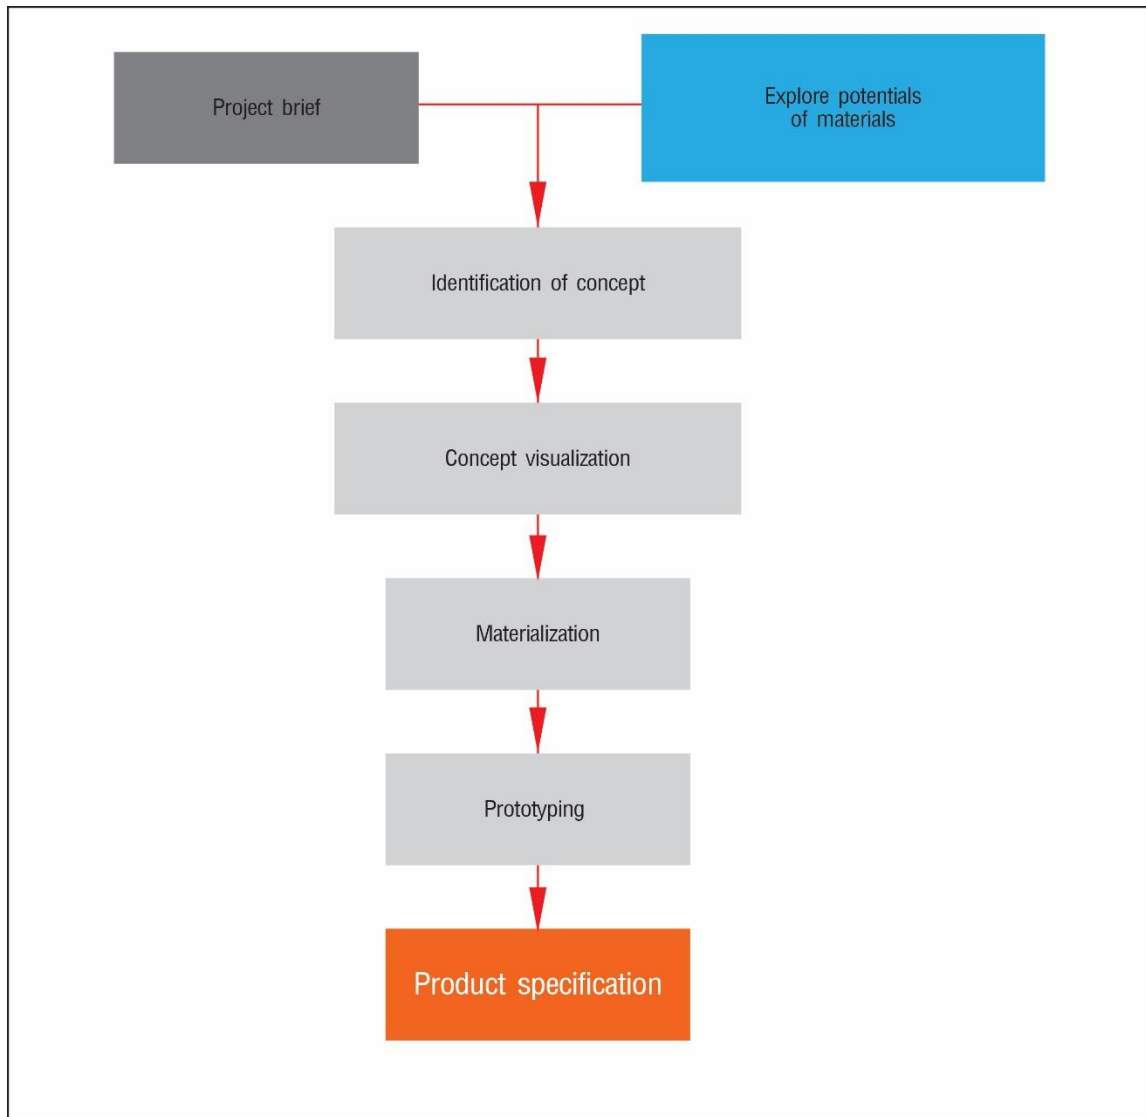 Project brief
Explore potentials
of materials
Identification of concept
Concept visualization
Materialization
Prototyping
Product specification